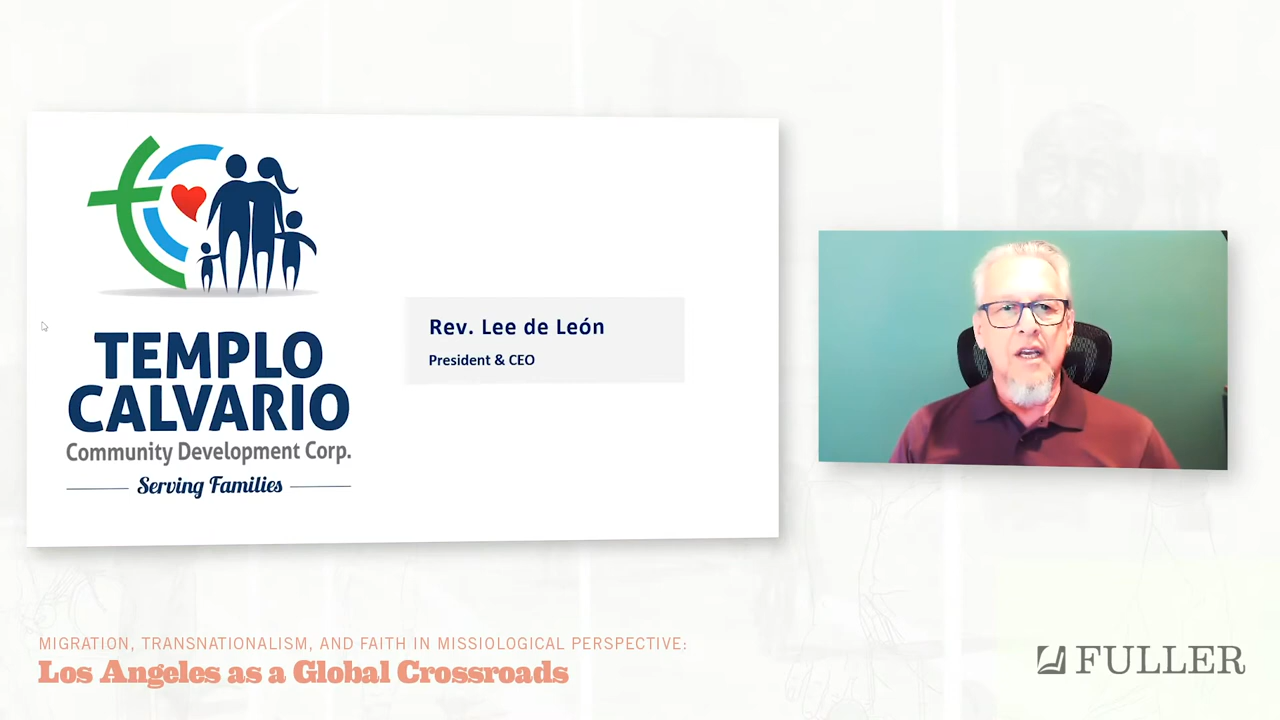 TEMPLO
CALVARIO
Community Development Corp.
Serving Families
Rev. Lee de León
President & CEO
MIGRATION, TRANSNATIONALISM, AND FAITH IN MISSIOLOGICAL PERSPECTIVE:
Los Angeles as a Global Crossroads
FULLER